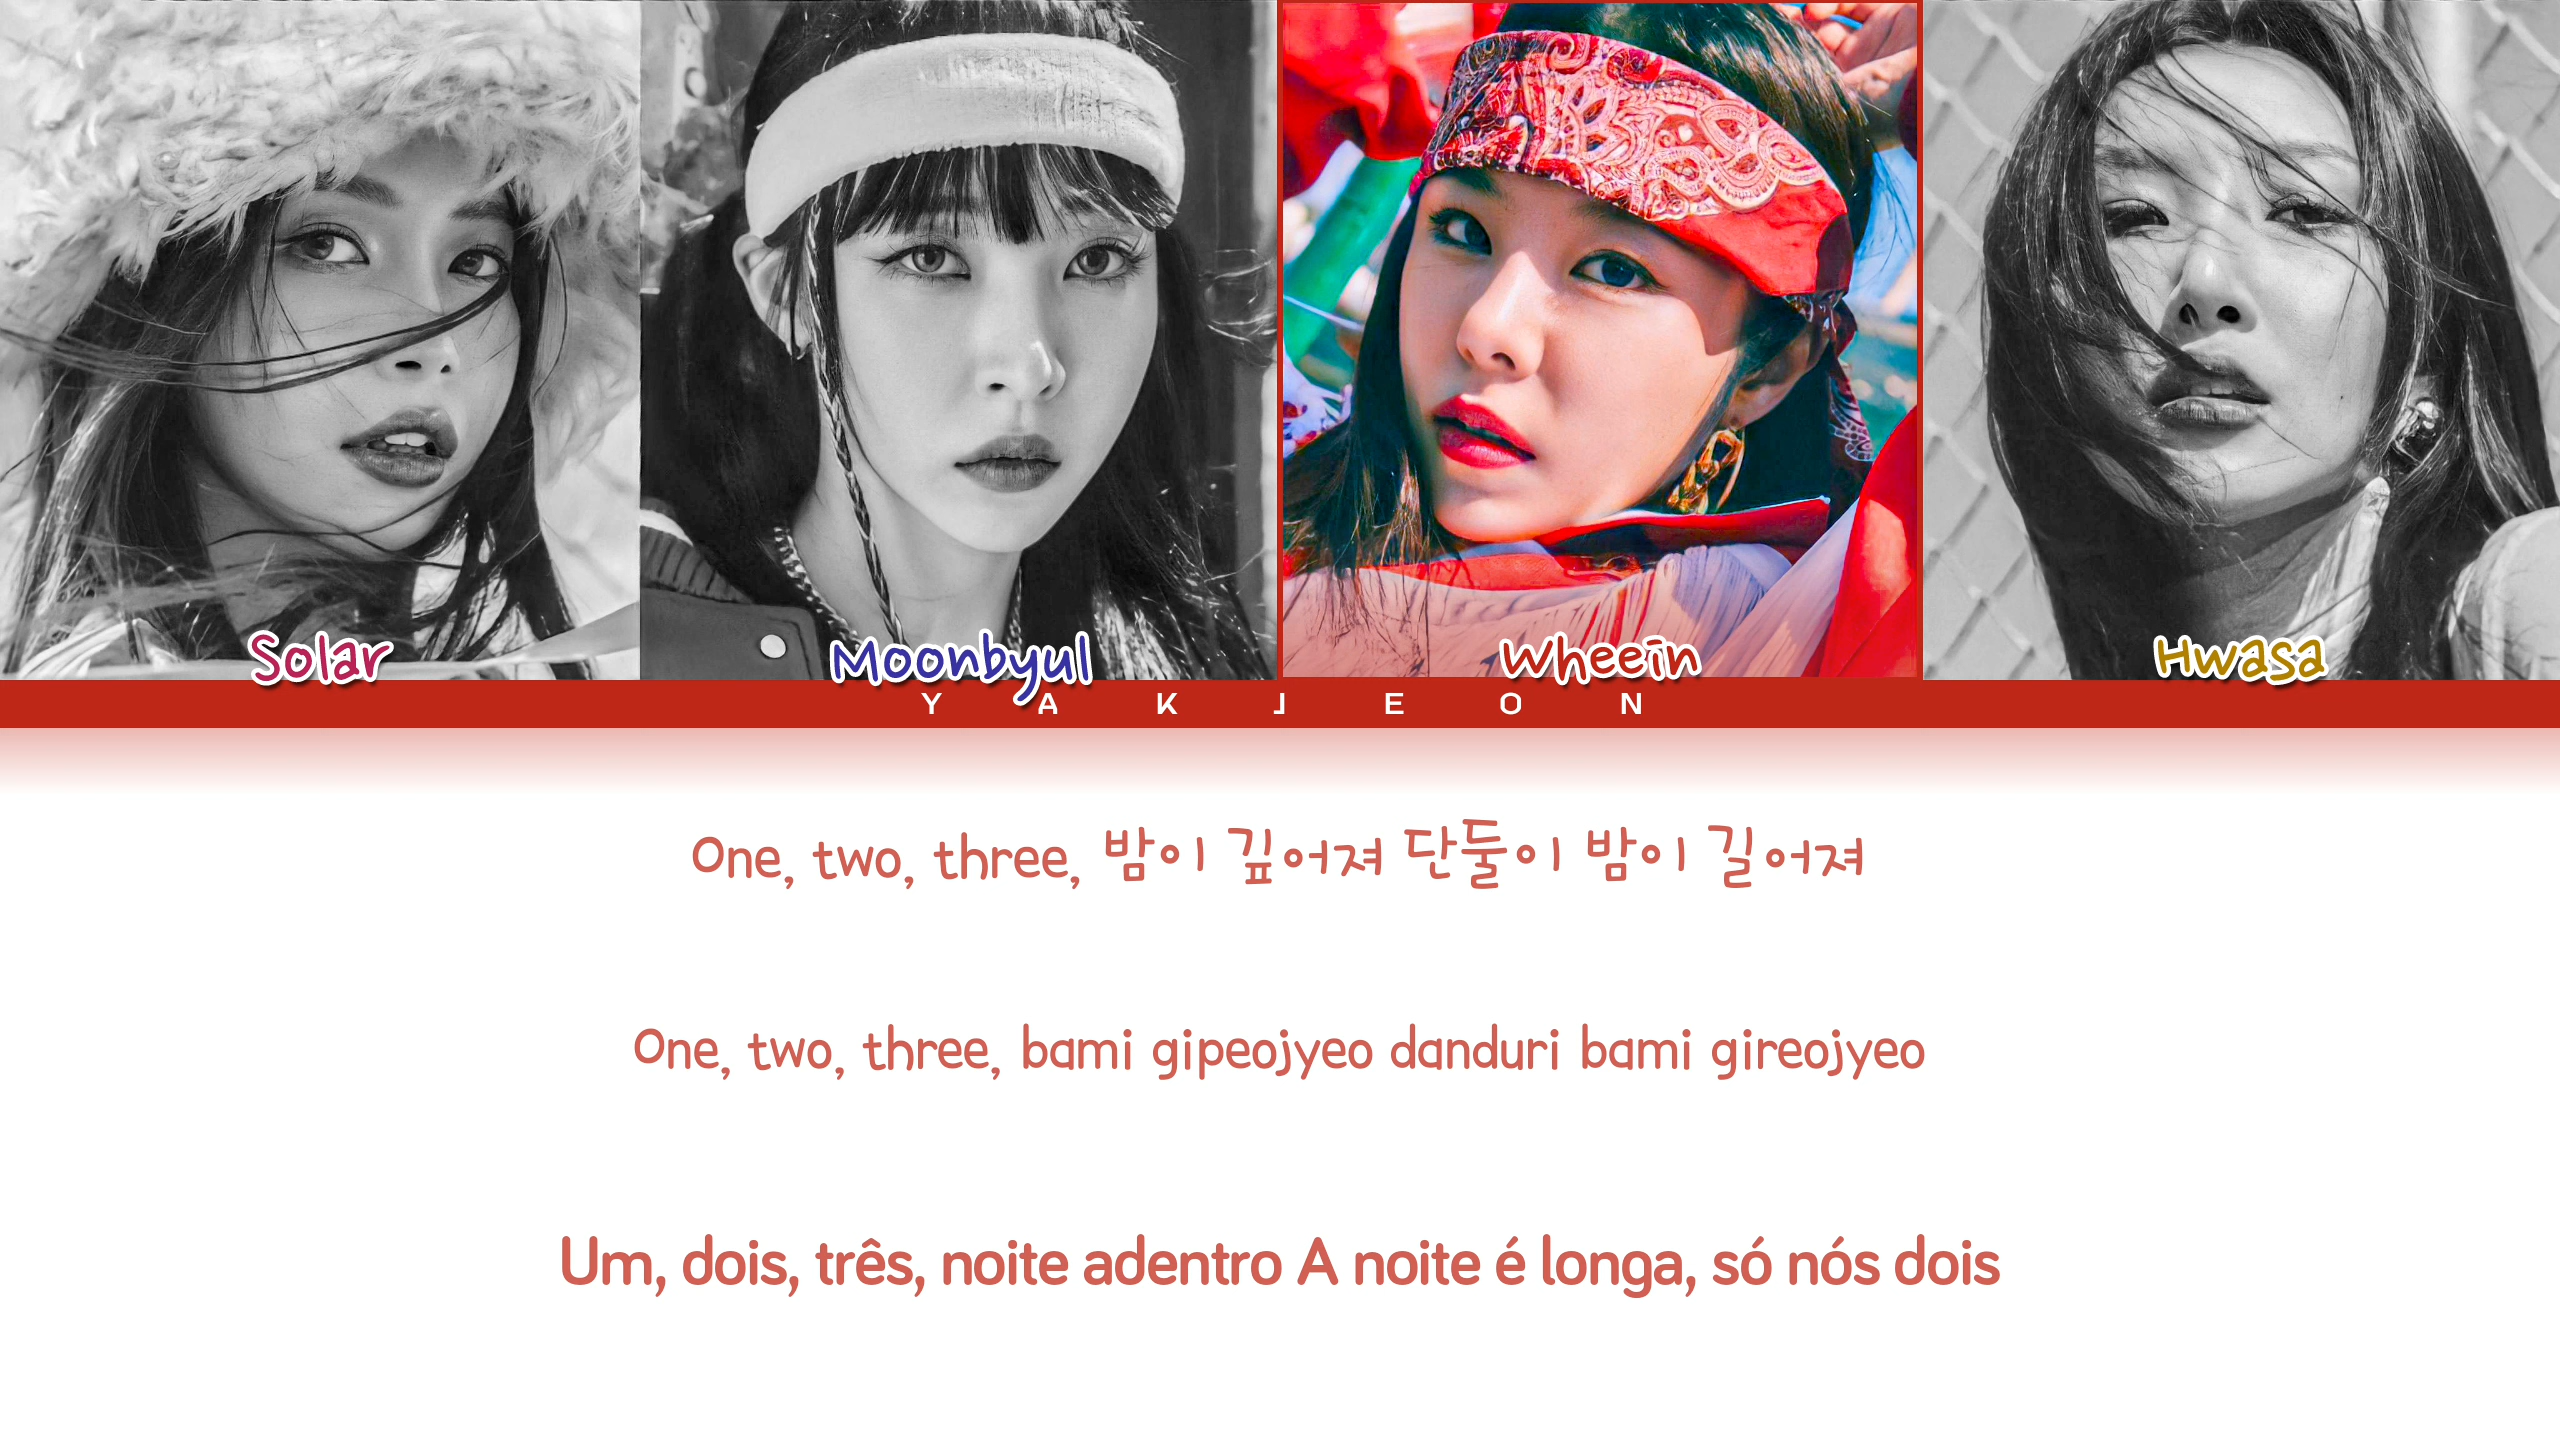 Solar
Moonbyul
Wheein
Hwasa
YAKJEON
One, two, three, 밤이 깊어져 단둘이 밤이 길어져
One, two, three, bami gipeojyeo danduri bami gireojyeo
Um, dois, três, noite adentro A noite é longa, só nós dois